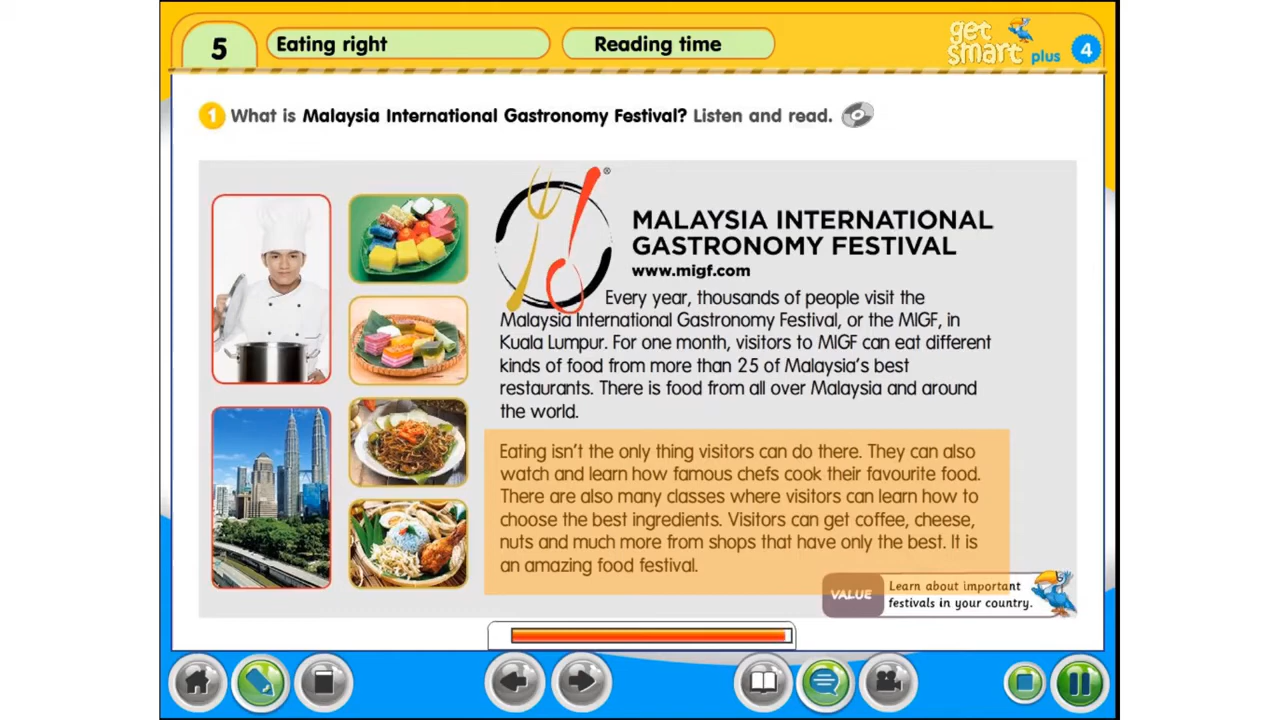 5
Eating right
Reading time
get
smart plus 4
1 What is Malaysia International Gastronomy Festival? Listen and read.
®
MALAYSIA INTERNATIONAL
GASTRONOMY FESTIVAL
www.migf.com
Every year, thousands of people visit the
Malaysia International Gastronomy Festival, or the MIGF, in
Kuala Lumpur. For one month, visitors to MIGF can eat different
kinds of food from more than 25 of Malaysia's best
restaurants. There is food from all over Malaysia and around
the world.
Eating isn't the only thing visitors can do there. They can also
watch and learn how famous chefs cook their favourite food.
There are also many classes where visitors can learn how to
choose the best ingredients. Visitors can get coffee, cheese,
nuts and much more from shops that have only the best. It is
an amazing food festival.
VALUE
Learn about important
festivals in your country.